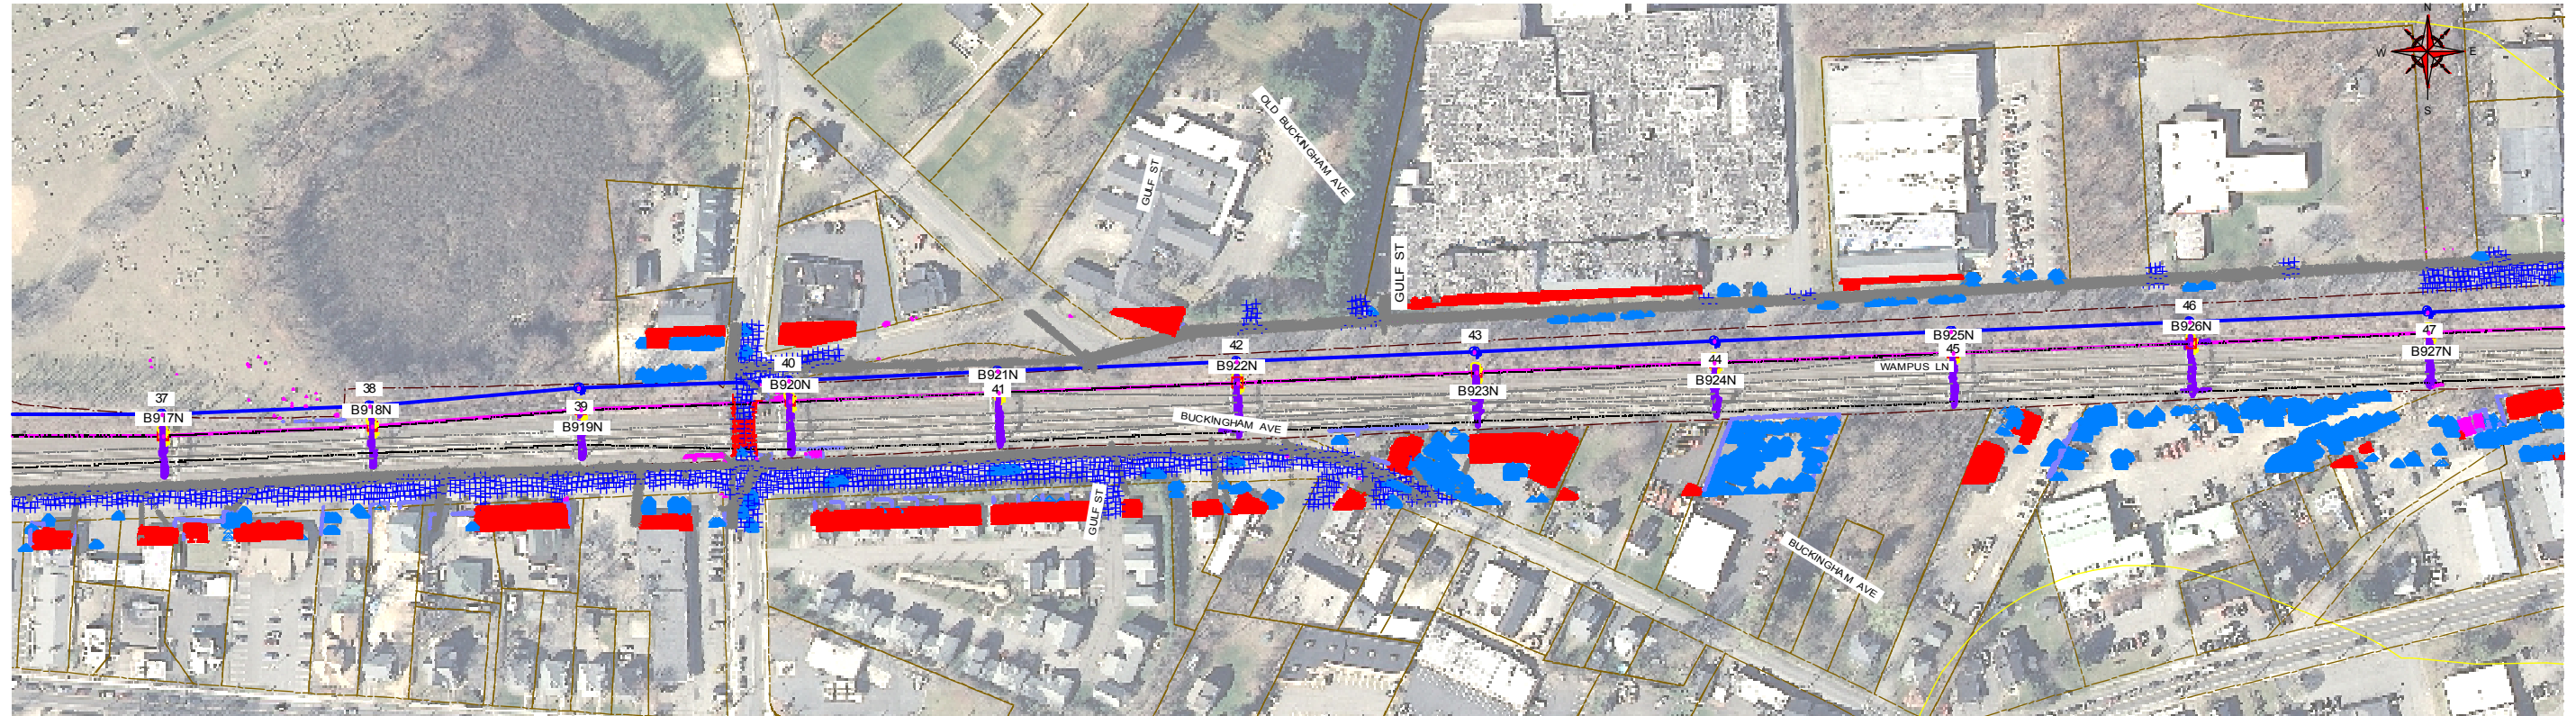 N
W E
S
OLD BUCKINGHAM AVE
GULF ST
GULF ST
37
B917N
38
B918N
39
B919N
40
B920N
B921N
41
42
B922N
43
B923N
44
B924N
B925N
45
46
B926N
47
B927N
WAMPUS LN
BUCKINGHAM AVE
GULF ST
BUCKINGHAM AVE